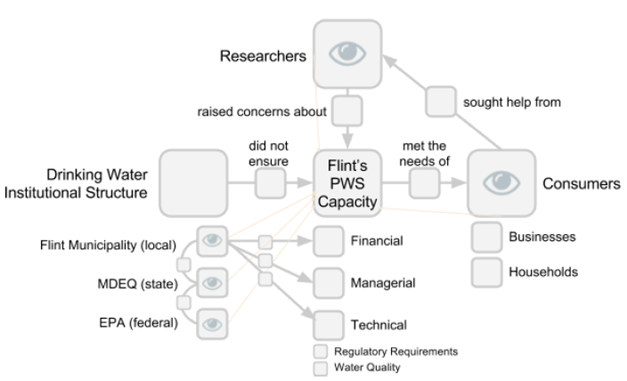 Researchers
raised concerns about
sought help from
did not
ensure
met the
needs of
Drinking Water
Institutional Structure
Flint's
PWS
Capacity
Consumers
Flint Municipality (local)
Financial
Businesses
MDEQ (state)
Managerial
Households
EPA (federal)
Technical
Regulatory Requirements
Water Quality